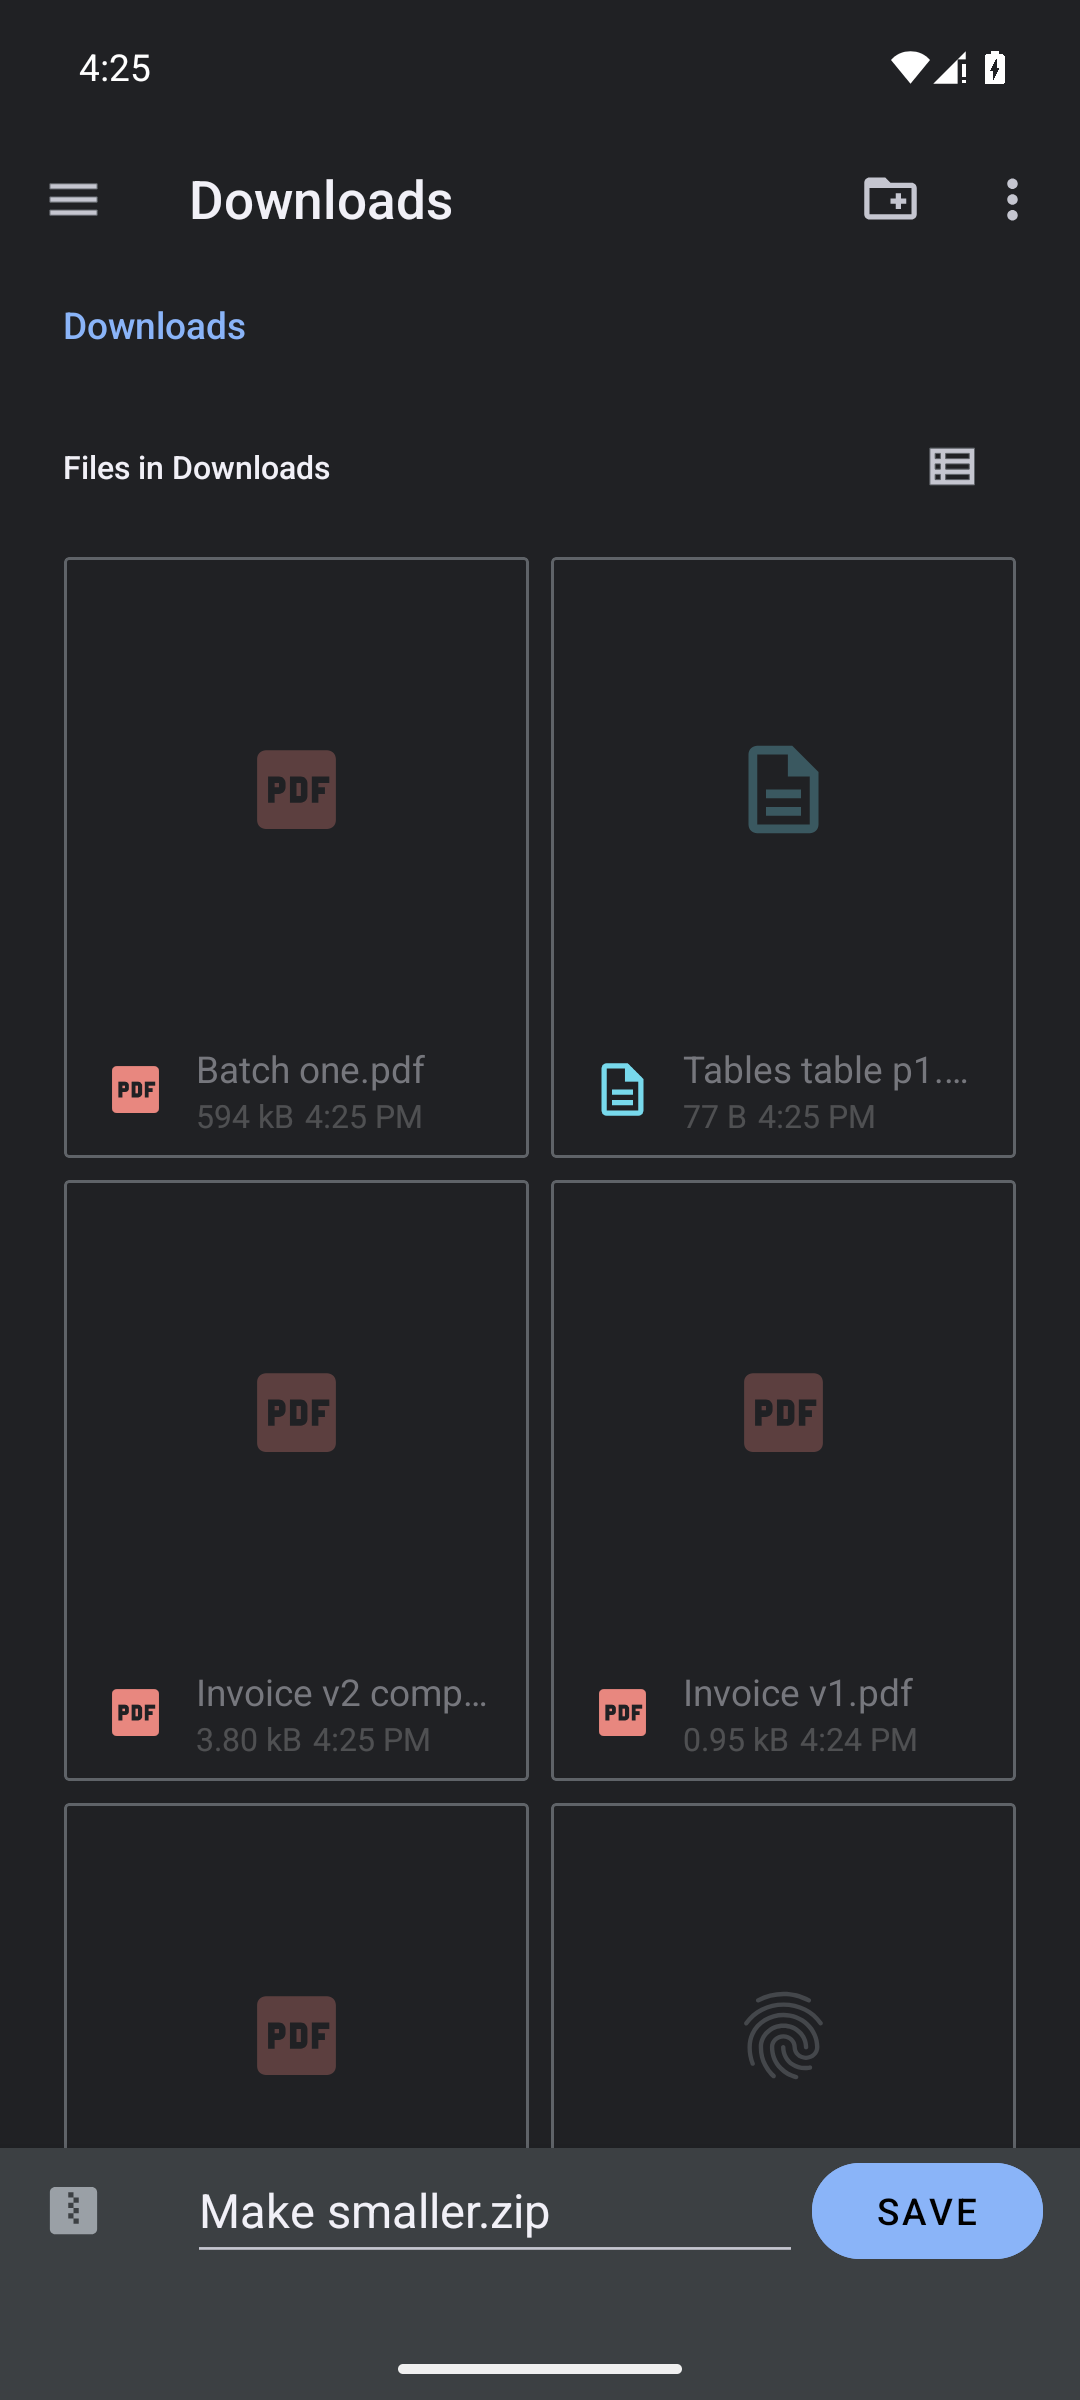 4:25
Downloads
Downloads
Files in Downloads
PDF
PDF
Batch one.pdf
594 kB 4:25 PM
Tables table p1....
77 B 4:25 PM
PDF
PDF
PDF
Invoice v2 comp...
3.80 kB 4:25 PM
PDF
Invoice v1.pdf
0.95 kB 4:24 PM
PDF
Make smaller.zip
SAVE